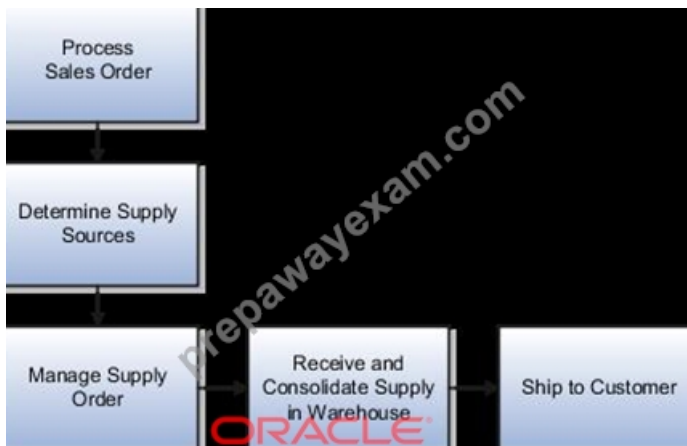 Process
Sales Order
Determine Supply
Sources
Manage Supply
Order
Receive and
Consolidate Supply
in Warehouse
Ship to Customer
prepawayexam.com
ORACLE